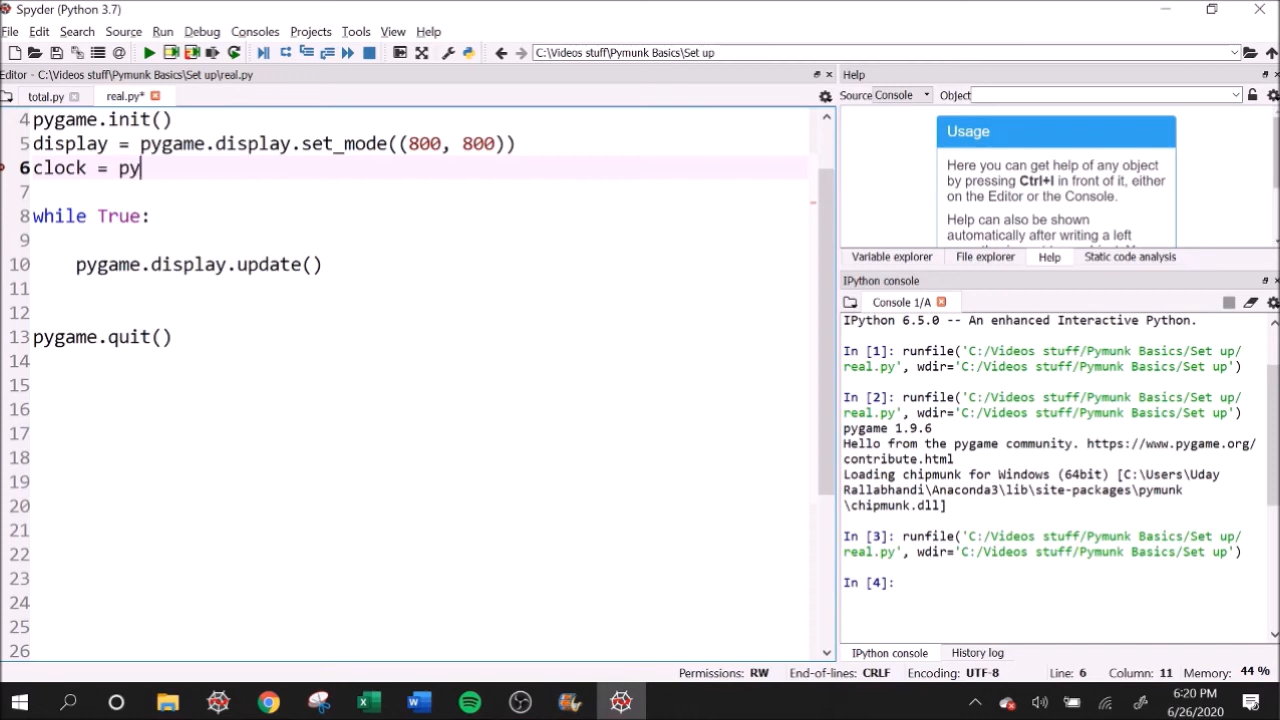 Spyder (Python 3.7)
File Edit Search Source Run Debug Consoles Projects Tools View Help
C:\Videos stuff\Pymunk Basics\Set up
Editor - C:\Videos stuff\Pymunk Basics\Set up\real.py
Help
total.py
real.py*
Source Console
Object
4 pygame.init()
5 display = pygame.display.set_mode((800, 800))
6 clock = py
7
8 while True:
9
10 pygame.display.update()
11
12
13 pygame.quit()
14
15
16
17
18
19
20
21
22
23
24
25
26
Usage
Here you can get help of any object
by pressing Ctrl+I in front of it, either
on the Editor or the Console.
Help can also be shown
automatically after writing a left
Variable explorer File explorer Help Static code analysis
IPython console
Console 1/A
IPython 6.5.0 -- An enhanced Interactive Python.
In [1]: runfile('C:/Videos stuff/Pymunk Basics/Set up/
real.py', wdir='C:/Videos stuff/Pymunk Basics/Set up')
In [2]: runfile('C:/Videos stuff/Pymunk Basics/Set up/
real.py', wdir='C:/Videos stuff/Pymunk Basics/Set up')
pygame 1.9.6
Hello from the pygame community. https://www.pygame.org/
contribute.html
Loading chipmunk for Windows (64bit) [C:\Users\Uday
Rallabhandi\Anaconda3\lib\site-packages\pymunk
\chipmunk.dll]
In [3]: runfile('C:/Videos stuff/Pymunk Basics/Set up/
real.py', wdir='C:/Videos stuff/Pymunk Basics/Set up')
In [4]:
IPython console History log
Permissions: RW End-of-lines: CRLF Encoding: UTF-8 Line: 6 Column: 11 Memory: 44 %
6:20 PM
6/26/2020